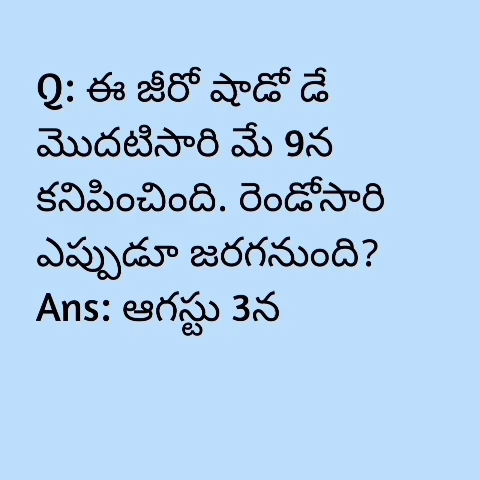 Q: ఈ జీరో షాడో డే
మొదటిసారి మే 9న
కనిపించింది. రెండోసారి
ఎప్పుడూ జరగనుంది?
Ans: ఆగస్టు 3న